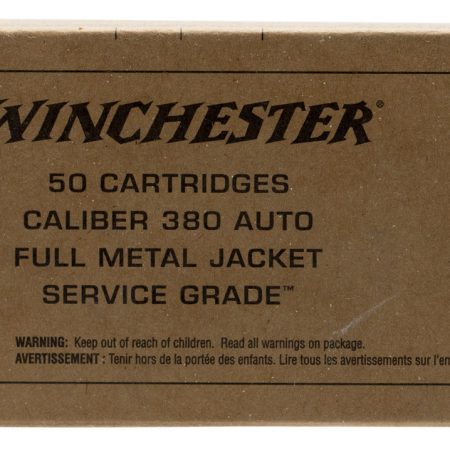 WINCHESTER®
50 CARTRIDGES
CALIBER 380 AUTO
FULL METAL JACKET
SERVICE GRADE™
WARNING: Keep out of reach of children. Read all warnings on package.
AVERTISSEMENT : Tenir hors de la portée des enfants. Lire tous les avertissements sur l'en